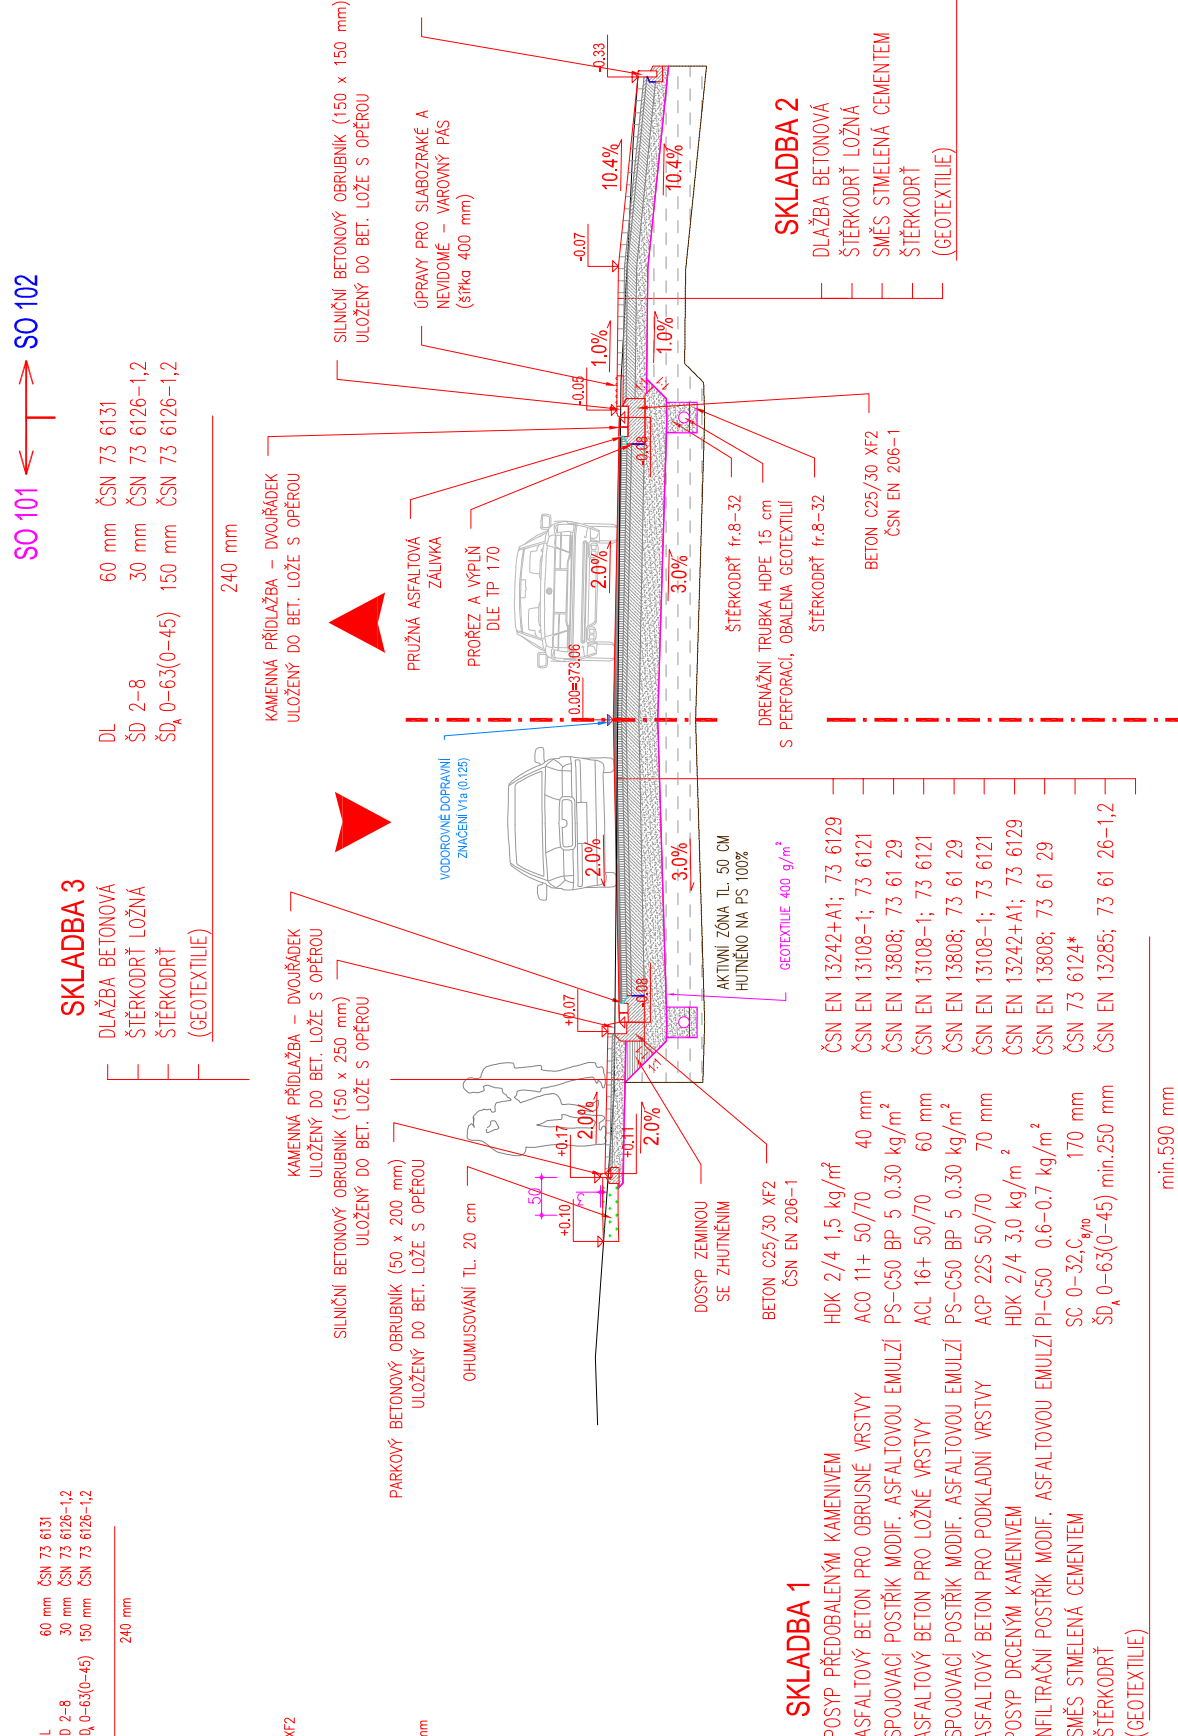 SO 101
SO 102
SKLADBA 3
DLAŽBA BETONOVÁ DL 60 mm ČSN 73 6131
ŠTĚRKODRŤ LOŽNÁ ŠD 2-8 30 mm ČSN 73 6126-1,2
ŠTĚRKODRŤ ŠDA 0-63(0-45) 150 mm ČSN 73 6126-1,2
(GEOTEXTILIE)
240 mm
KAMENNÁ PŘÍDLAŽBA - DVOJŘÁDEK
ULOŽENÝ DO BET. LOŽE S OPĚROU
SILNIČNÍ BETONOVÝ OBRUBNÍK (150 x 250 mm)
ULOŽENÝ DO BET. LOŽE S OPĚROU
PARKOVÝ BETONOVÝ OBRUBNÍK (50 x 200 mm)
ULOŽENÝ DO BET. LOŽE S OPĚROU
OHUMUSOVÁNÍ TL. 20 cm
KAMENNÁ PŘÍDLAŽBA - DVOJŘÁDEK
ULOŽENÝ DO BET. LOŽE S OPĚROU
SILNIČNÍ BETONOVÝ OBRUBNÍK (150 x 150 mm)
ULOŽENÝ DO BET. LOŽE S OPĚROU
ÚPRAVY PRO SLABOZRAKÉ A
NEVIDOMÉ - VAROVNÝ PÁS
(šířka 400 mm)
PRUŽNÁ ASFALTOVÁ
ZÁLIVKA
PROŘEZ A VÝPLŇ
DLE TP 170
VODOROVNÉ DOPRAVNÍ
ZNAČENÍ V1a (0.125)
50
+0.10
+0.17
+0.11
+0.07
-0.08
0.00=373.06
-0.08
-0.05
-0.07
-0.33
2.0%
2.0%
2.0%
2.0%
1.0%
10.4%
3.0%
3.0%
1.0%
10.4%
1:1
1:1
DOSYP ZEMINOU
SE ZHUTNĚNÍM
BETON C25/30 XF2
ČSN EN 206-1
AKTIVNÍ ZÓNA TL. 50 CM
HUTNĚNO NA PS 100%
GEOTEXTILIE 400 g/m²
ŠTĚRKODRŤ fr.8-32
DRENÁŽNÍ TRUBKA HDPE 15 cm
S PERFORACÍ, OBALENA GEOTEXTILIÍ
ŠTĚRKODRŤ fr.8-32
BETON C25/30 XF2
ČSN EN 206-1
SKLADBA 2
DLAŽBA BETONOVÁ
ŠTĚRKODRŤ LOŽNÁ
SMĚS STMELENÁ CEMENTEM
ŠTĚRKODRŤ
(GEOTEXTILIE)
SKLADBA 1
POSYP PŘEDOBALENÝM KAMENIVEM HDK 2/4 1,5 kg/m² ČSN EN 13242+A1; 73 6129
ASFALTOVÝ BETON PRO OBRUSNÉ VRSTVY ACO 11+ 50/70 40 mm ČSN EN 13108-1; 73 6121
SPOJOVACÍ POSTŘIK MODIF. ASFALTOVOU EMULZÍ PS-C50 BP 5 0.30 kg/m² ČSN EN 13808; 73 61 29
ASFALTOVÝ BETON PRO LOŽNÉ VRSTVY ACL 16+ 50/70 60 mm ČSN EN 13108-1; 73 6121
SPOJOVACÍ POSTŘIK MODIF. ASFALTOVOU EMULZÍ PS-C50 BP 5 0.30 kg/m² ČSN EN 13808; 73 61 29
ASFALTOVÝ BETON PRO PODKLADNÍ VRSTVY ACP 22S 50/70 70 mm ČSN EN 13108-1; 73 6121
POSYP DRCENÝM KAMENIVEM HDK 2/4 3,0 kg/m² ČSN EN 13242+A1; 73 6129
NFILTRAČNÍ POSTŘIK MODIF. ASFALTOVOU EMULZÍ PI-C50 0.6-0.7 kg/m² ČSN EN 13808; 73 61 29
SMĚS STMELENÁ CEMENTEM SC 0-32,C8/10 170 mm ČSN 73 6124*
ŠTĚRKODRŤ ŠDA 0-63(0-45) min.250 mm ČSN EN 13285; 73 61 26-1,2
(GEOTEXTILIE)
min.590 mm
L 60 mm ČSN 73 6131
D 2-8 30 mm ČSN 73 6126-1,2
DA 0-63(0-45) 150 mm ČSN 73 6126-1,2
240 mm
XF2
mm